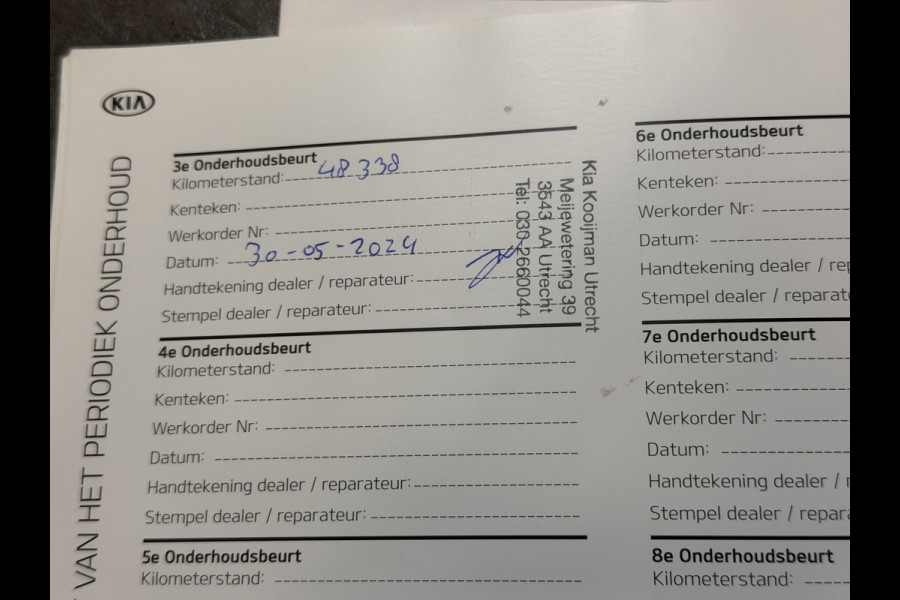 KIA
VAN HET PERIODIEK ONDERHOUD
3e Onderhoudsbeurt
Kilometerstand: 48 338
Kenteken:
Werkorder Nr:
Datum: 30-05-2024
Handtekening dealer / reparateur:
Stempel dealer / reparateur:
Kia Kooijman Utrecht
Meijewetering 39
3543 AA Utrecht
Tel: 030-2660044
4e Onderhoudsbeurt
Kilometerstand:
Kenteken:
Werkorder Nr:
Datum:
Handtekening dealer / reparateur:
Stempel dealer / reparateur:
5e Onderhoudsbeurt
Kilometerstand:
6e Onderhoudsbeurt
Kilometerstand:
Kenteken:
Werkorder Nr:
Datum:
Handtekening dealer / rep
Stempel dealer / reparat
7e Onderhoudsbeurt
Kilometerstand:
Kenteken:
Werkorder Nr:
Datum:
Handtekening dealer / r
Stempel dealer / repara
8e Onderhoudsbeurt
Kilometerstand: